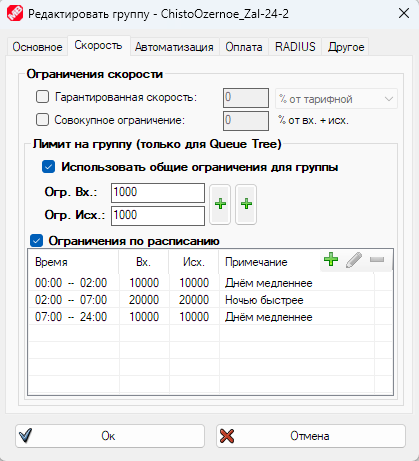 Редактировать группу - ChistoOzernoe_Zal-24-2
Основное Скорость Автоматизация Оплата RADIUS Другое
Ограничения скорости
Гарантированная скорость: 0 % от тарифной
Совокупное ограничение: 0 % от вх. + исх.
Лимит на группу (только для Queue Tree)
Использовать общие ограничения для группы
Огр. Вх.: 1000
Огр. Исх.: 1000
Ограничения по расписанию
Время Вх. Исх. Примечание
00:00 -- 02:00 10000 10000 Днём медленнее
02:00 -- 07:00 20000 20000 Ночью быстрее
07:00 -- 24:00 10000 10000 Днём медленнее
Ок Отмена